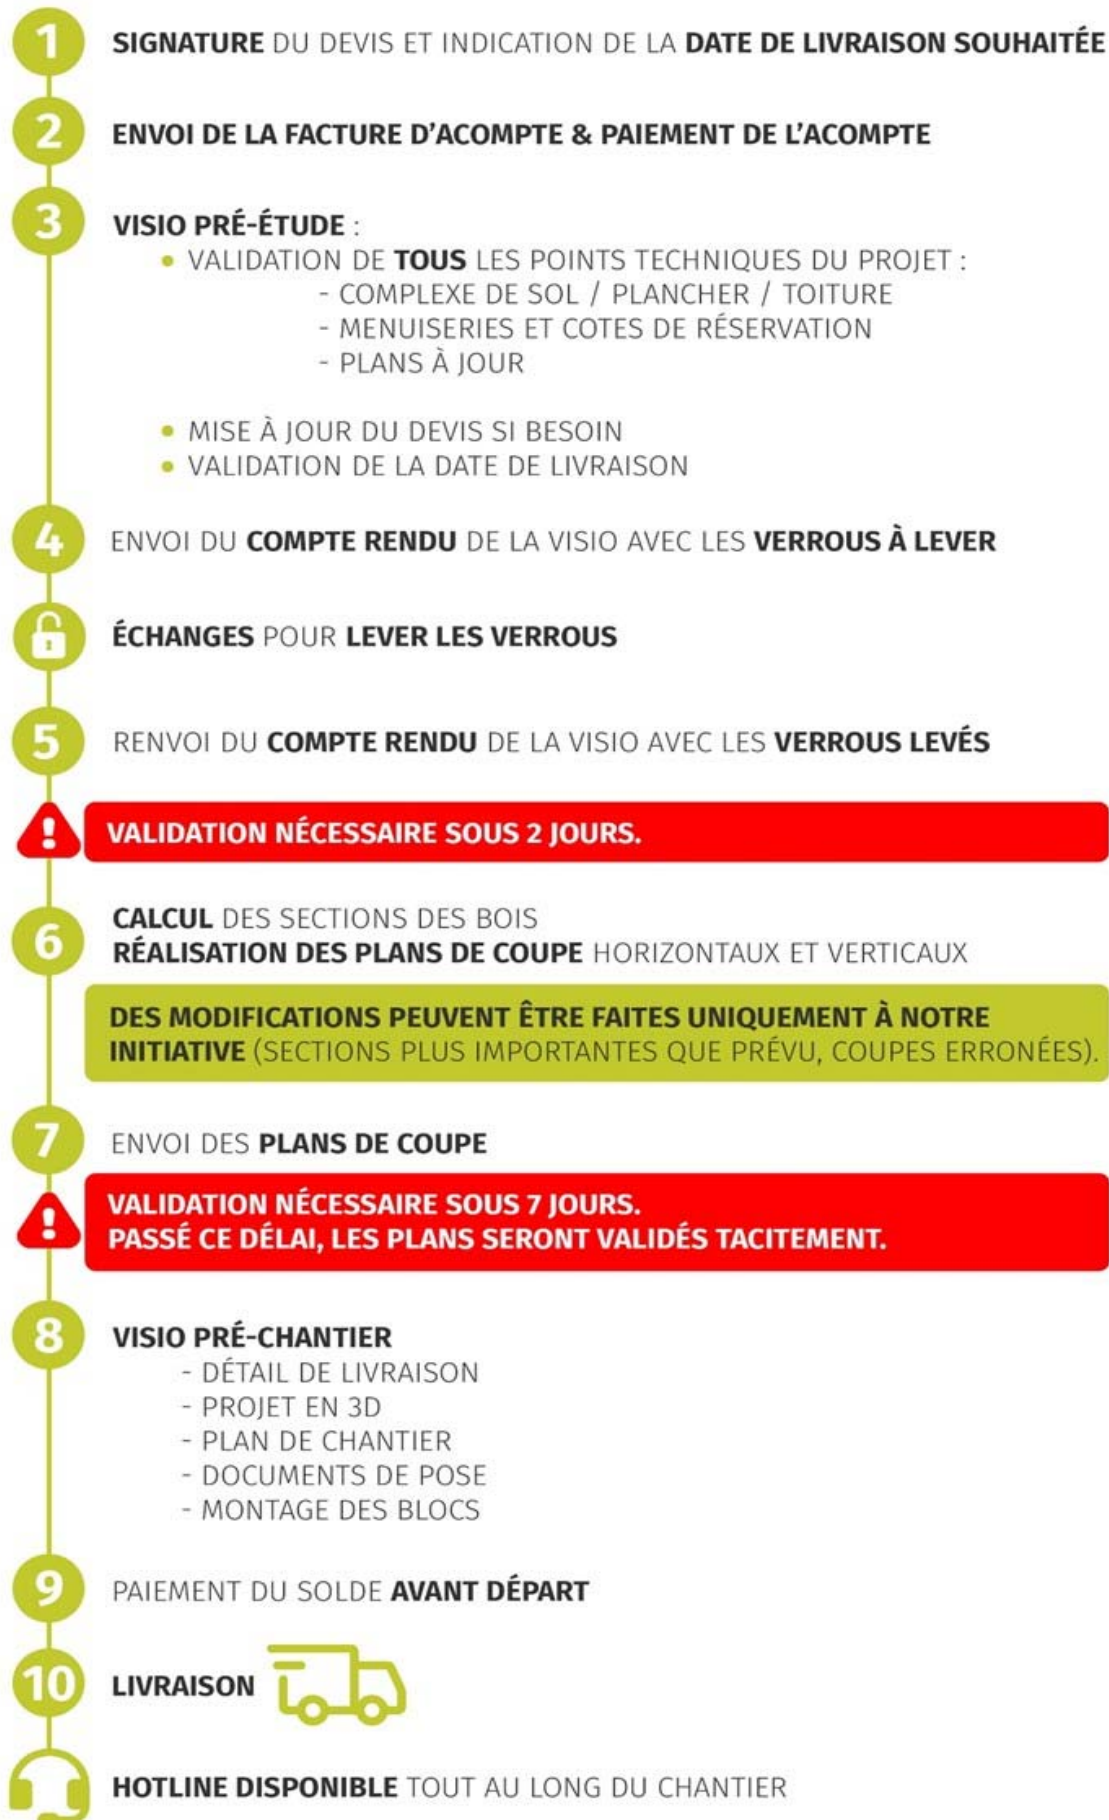 1 SIGNATURE DU DEVIS ET INDICATION DE LA DATE DE LIVRAISON SOUHAITÉE
2 ENVOI DE LA FACTURE D'ACOMPTE & PAIEMENT DE L'ACOMPTE
3 VISIO PRÉ-ÉTUDE :
• VALIDATION DE TOUS LES POINTS TECHNIQUES DU PROJET :
- COMPLEXE DE SOL / PLANCHER / TOITURE
- MENUISERIES ET COTES DE RÉSERVATION
- PLANS À JOUR
• MISE À JOUR DU DEVIS SI BESOIN
• VALIDATION DE LA DATE DE LIVRAISON
4 ENVOI DU COMPTE RENDU DE LA VISIO AVEC LES VERROUS À LEVER
ÉCHANGES POUR LEVER LES VERROUS
5 RENVOI DU COMPTE RENDU DE LA VISIO AVEC LES VERROUS LEVÉS
! VALIDATION NÉCESSAIRE SOUS 2 JOURS.
6 CALCUL DES SECTIONS DES BOIS
RÉALISATION DES PLANS DE COUPE HORIZONTAUX ET VERTICAUX
DES MODIFICATIONS PEUVENT ÊTRE FAITES UNIQUEMENT À NOTRE
INITIATIVE (SECTIONS PLUS IMPORTANTES QUE PRÉVU, COUPES ERRONÉES).
7 ENVOI DES PLANS DE COUPE
! VALIDATION NÉCESSAIRE SOUS 7 JOURS.
PASSÉ CE DÉLAI, LES PLANS SERONT VALIDÉS TACITEMENT.
8 VISIO PRÉ-CHANTIER
- DÉTAIL DE LIVRAISON
- PROJET EN 3D
- PLAN DE CHANTIER
- DOCUMENTS DE POSE
- MONTAGE DES BLOCS
9 PAIEMENT DU SOLDE AVANT DÉPART
10 LIVRAISON
HOTLINE DISPONIBLE TOUT AU LONG DU CHANTIER